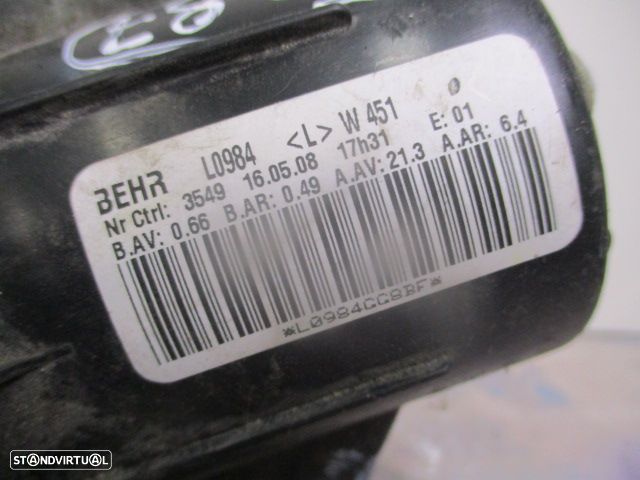 BEHR L0984 <L> W 451
Nr Ctrl: 3549 16.05.08 17h31 E: 01
B.AV: 0.66 B.AR: 0.49 A.AV: 21.3 A.AR: 6.4
*L0984CC8BF*
STANDVIRTUAL